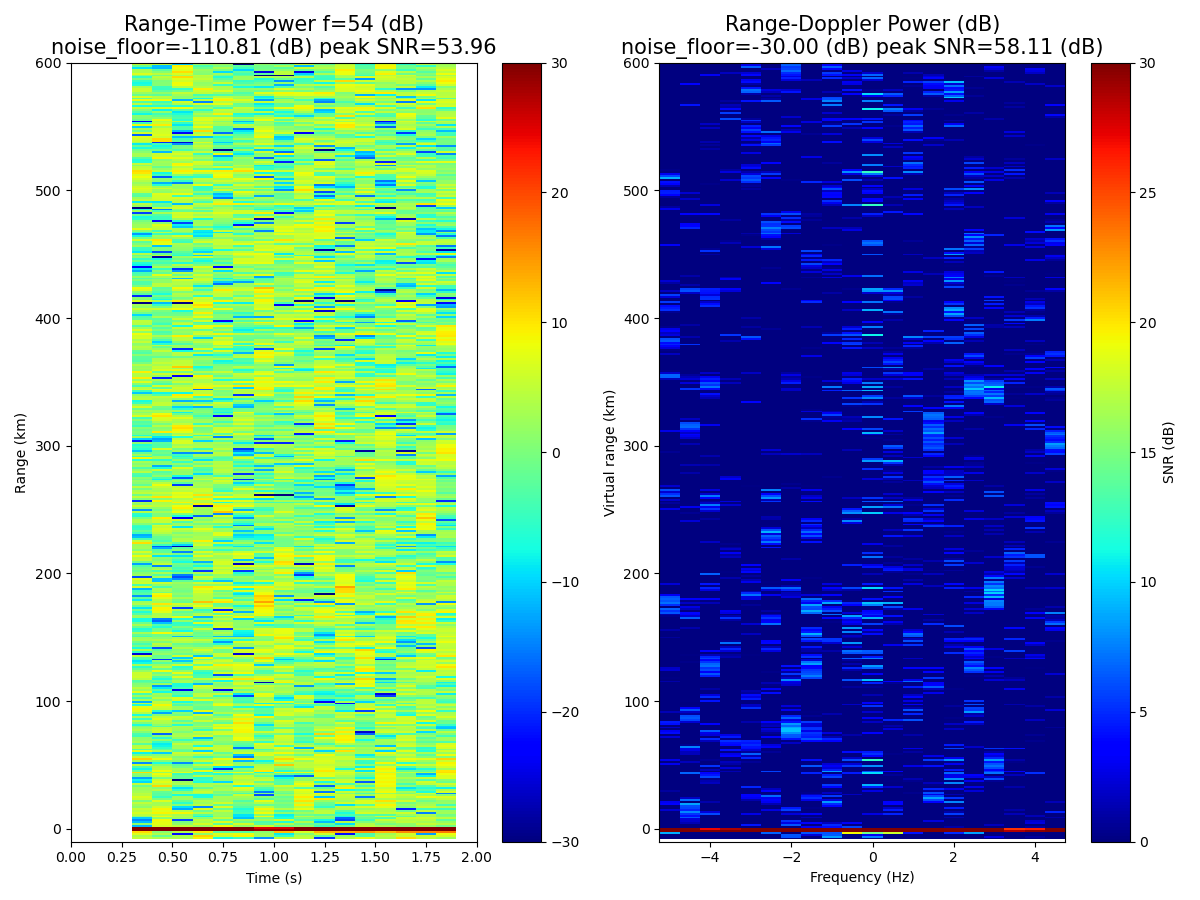 Range-Time Power f=54 (dB)
noise_floor=-110.81 (dB) peak SNR=53.96
Range-Doppler Power (dB)
noise_floor=-30.00 (dB) peak SNR=58.11 (dB)
600
500
400
300
200
100
0
Range (km)
0.00 0.25 0.50 0.75 1.00 1.25 1.50 1.75 2.00
Time (s)
30
20
10
0
−10
−20
−30
600
500
400
300
200
100
0
Virtual range (km)
−4 −2 0 2 4
Frequency (Hz)
30
25
20
15
10
5
0
SNR (dB)